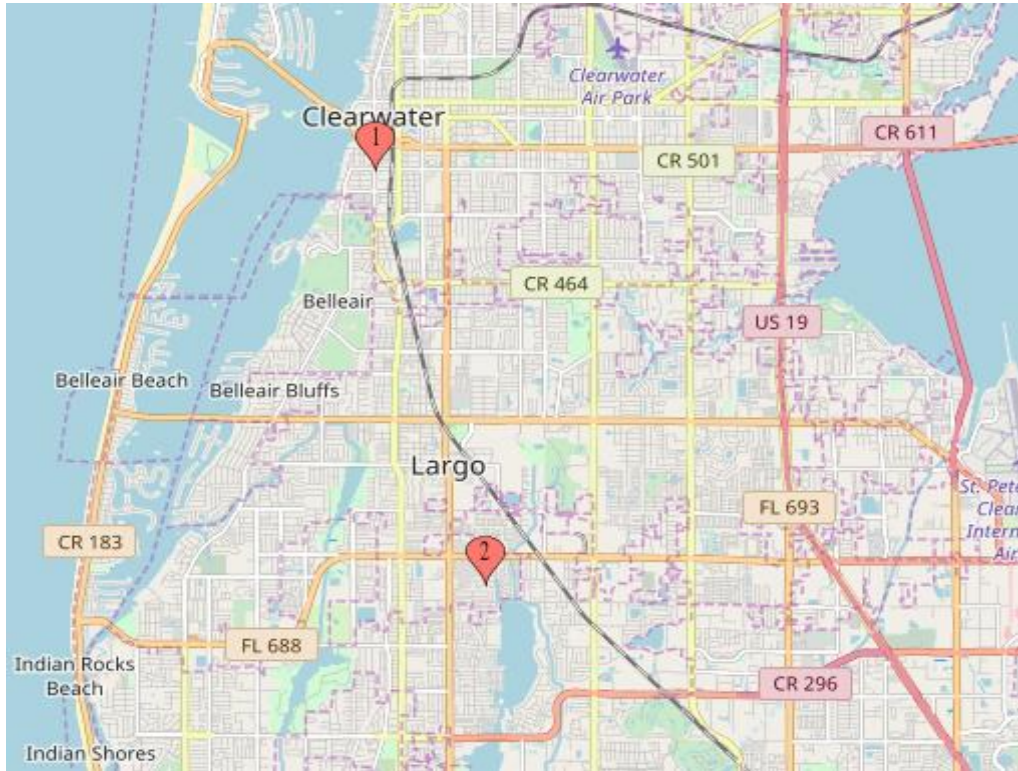 Clearwater
Air Park
Clearwater
1
CR 611
CR 501
CR 464
Belleair
US 19
Belleair Beach
Belleair Bluffs
Largo
St. Pete
Clear
Intern
Air
FL 693
CR 183
2
FL 688
Indian Rocks
Beach
CR 296
Indian Shores